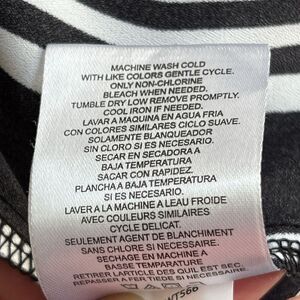 MACHINE WASH COLD
WITH LIKE COLORS GENTLE CYCLE.
ONLY NON-CHLORINE
BLEACH WHEN NEEDED.
TUMBLE DRY LOW REMOVE PROMPTLY.
COOL IRON IF NEEDED.
LAVAR A MAQUINA EN AGUA FRIA
CON COLORES SIMILARES CICLO SUAVE.
SOLAMENTE BLANQUEADOR
SIN CLORO SI ES NECESARIO.
SECAR EN SECADORA A
BAJA TEMPERATURA
SACAR CON RAPIDEZ.
PLANCHA A BAJA TEMPERATURA
SI ES NECESARIO.
LAVER A LA MACHINE A L'EAU FROIDE
AVEC COULEURS SIMILAIRES
CYCLE DELICAT.
SEULEMENT AGENT DE BLANCHIMENT
SANS CHLORE SI NECESSAIRE.
SECHAGE EN MACHINE A
BASSE TEMPERATURE
RETIRER L'ARTICLE DES QU'IL EST SEC.
REPASSER A FER TIEDE SI NECESSAIRE.